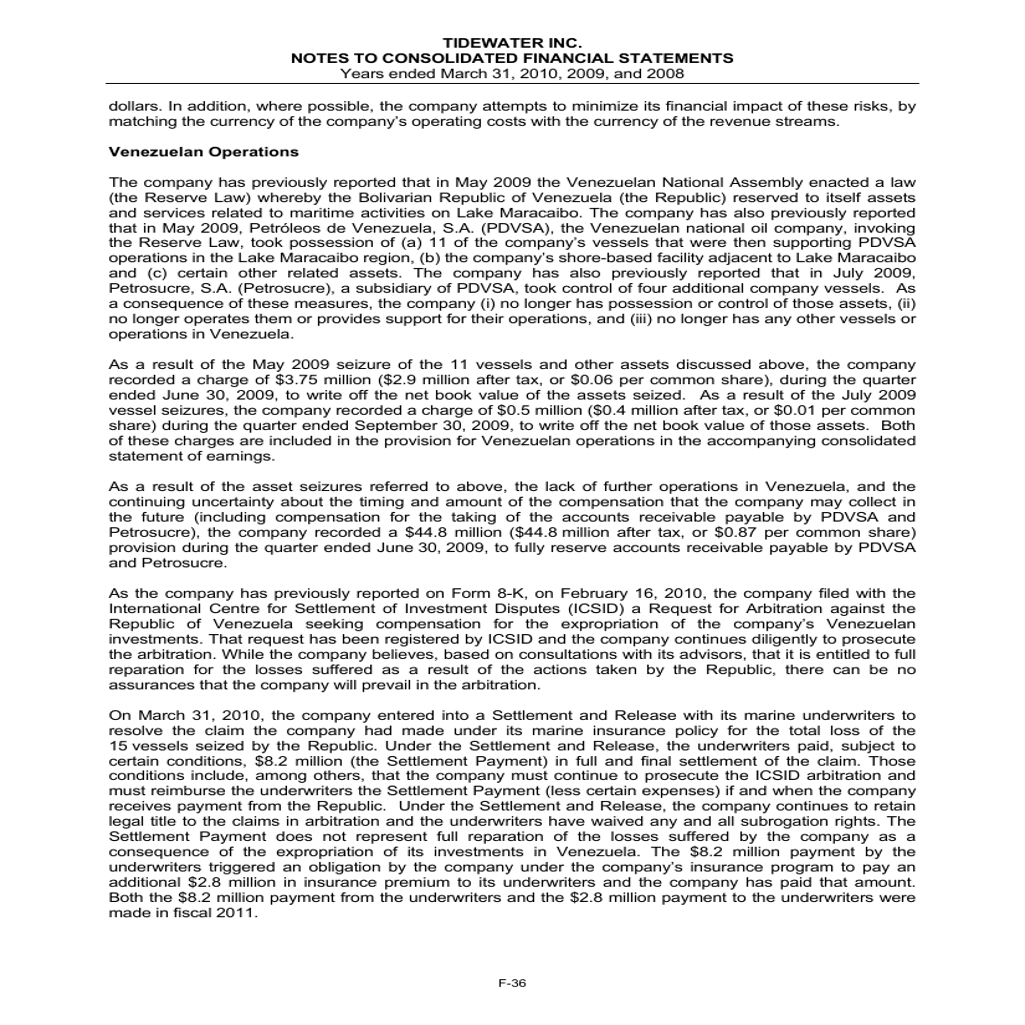 TIDEWATER INC.
NOTES TO CONSOLIDATED FINANCIAL STATEMENTS
Years ended March 31, 2010, 2009, and 2008
dollars. In addition, where possible, the company attempts to minimize its financial impact of these risks, by
matching the currency of the company's operating costs with the currency of the revenue streams.
Venezuelan Operations
The company has previously reported that in May 2009 the Venezuelan National Assembly enacted a law
(the Reserve Law) whereby the Bolivarian Republic of Venezuela (the Republic) reserved to itself assets
and services related to maritime activities on Lake Maracaibo. The company has also previously reported
that in May 2009, Petróleos de Venezuela, S.A. (PDVSA), the Venezuelan national oil company, invoking
the Reserve Law, took possession of (a) 11 of the company's vessels that were then supporting PDVSA
operations in the Lake Maracaibo region, (b) the company's shore-based facility adjacent to Lake Maracaibo
and (c) certain other related assets. The company has also previously reported that in July 2009,
Petrosucre, S.A. (Petrosucre), a subsidiary of PDVSA, took control of four additional company vessels. As
a consequence of these measures, the company (i) no longer has possession or control of those assets, (ii)
no longer operates them or provides support for their operations, and (iii) no longer has any other vessels or
operations in Venezuela.
As a result of the May 2009 seizure of the 11 vessels and other assets discussed above, the company
recorded a charge of $3.75 million ($2.9 million after tax, or $0.06 per common share), during the quarter
ended June 30, 2009, to write off the net book value of the assets seized. As a result of the July 2009
vessel seizures, the company recorded a charge of $0.5 million ($0.4 million after tax, or $0.01 per common
share) during the quarter ended September 30, 2009, to write off the net book value of those assets. Both
of these charges are included in the provision for Venezuelan operations in the accompanying consolidated
statement of earnings.
As a result of the asset seizures referred to above, the lack of further operations in Venezuela, and the
continuing uncertainty about the timing and amount of the compensation that the company may collect in
the future (including compensation for the taking of the accounts receivable payable by PDVSA and
Petrosucre), the company recorded a $44.8 million ($44.8 million after tax, or $0.87 per common share)
provision during the quarter ended June 30, 2009, to fully reserve accounts receivable payable by PDVSA
and Petrosucre.
As the company has previously reported on Form 8-K, on February 16, 2010, the company filed with the
International Centre for Settlement of Investment Disputes (ICSID) a Request for Arbitration against the
Republic of Venezuela seeking compensation for the expropriation of the company's Venezuelan
investments. That request has been registered by ICSID and the company continues diligently to prosecute
the arbitration. While the company believes, based on consultations with its advisors, that it is entitled to full
reparation for the losses suffered as a result of the actions taken by the Republic, there can be no
assurances that the company will prevail in the arbitration.
On March 31, 2010, the company entered into a Settlement and Release with its marine underwriters to
resolve the claim the company had made under its marine insurance policy for the total loss of the
15 vessels seized by the Republic. Under the Settlement and Release, the underwriters paid, subject to
certain conditions, $8.2 million (the Settlement Payment) in full and final settlement of the claim. Those
conditions include, among others, that the company must continue to prosecute the ICSID arbitration and
must reimburse the underwriters the Settlement Payment (less certain expenses) if and when the company
receives payment from the Republic. Under the Settlement and Release, the company continues to retain
legal title to the claims in arbitration and the underwriters have waived any and all subrogation rights. The
Settlement Payment does not represent full reparation of the losses suffered by the company as a
consequence of the expropriation of its investments in Venezuela. The $8.2 million payment by the
underwriters triggered an obligation by the company under the company's insurance program to pay an
additional $2.8 million in insurance premium to its underwriters and the company has paid that amount.
Both the $8.2 million payment from the underwriters and the $2.8 million payment to the underwriters were
made in fiscal 2011.
F-36